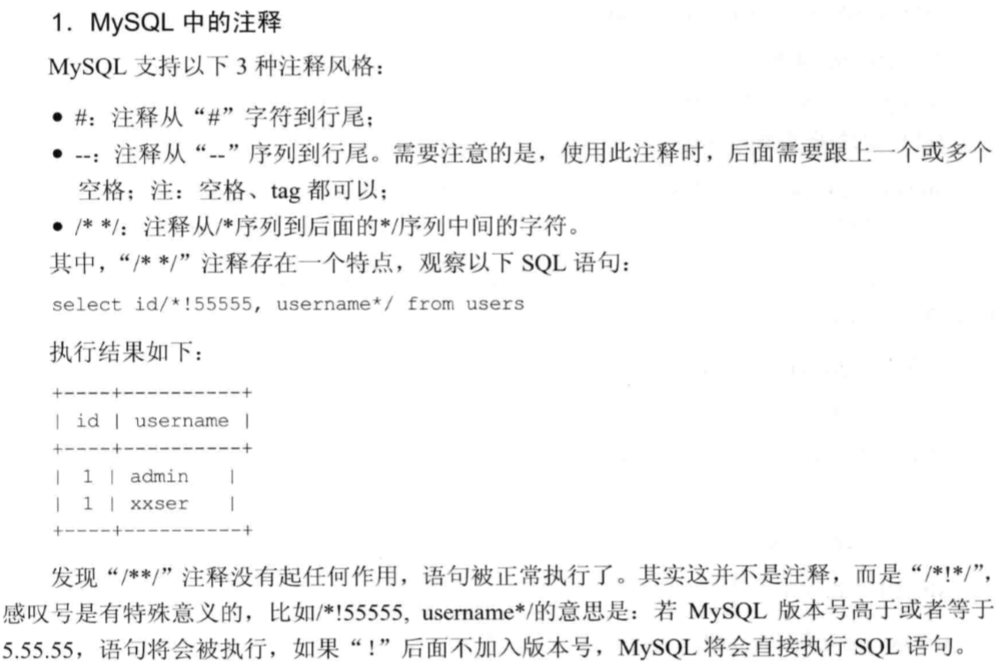 1. MySQL 中的注释
MySQL 支持以下 3 种注释风格：
● #：注释从“#”字符到行尾；
● --：注释从“--”序列到行尾。需要注意的是，使用此注释时，后面需要跟上一个或多个
空格；注：空格、tag 都可以；
● /* */：注释从/*序列到后面的*/序列中间的字符。
其中，“/* */”注释存在一个特点，观察以下 SQL 语句：
select id/*!55555, username*/ from users
执行结果如下：
+----+----------+
| id | username |
+----+----------+
| 1 | admin |
| 1 | xxser |
+----+----------+
发现“/**/”注释没有起任何作用，语句被正常执行了。其实这并不是注释，而是“/*!*/”，
感叹号是有特殊意义的，比如/*!55555, username*/的意思是：若 MySQL 版本号高于或者等于
5.55.55，语句将会被执行，如果“!”后面不加入版本号，MySQL 将会直接执行 SQL 语句。